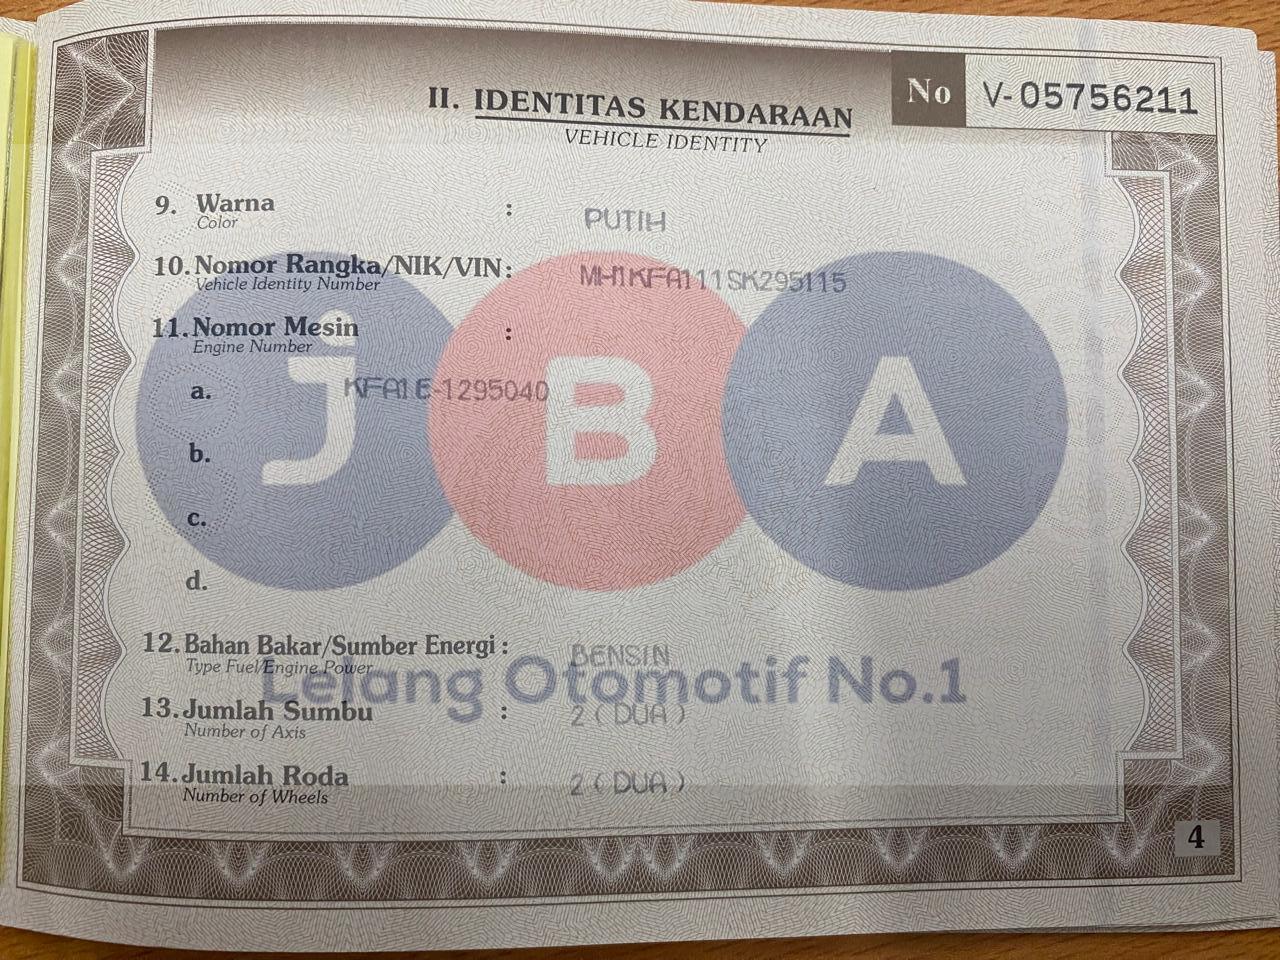 No V-05756211
II. IDENTITAS KENDARAAN
VEHICLE IDENTITY
9. Warna : PUTIH
Color
10. Nomor Rangka/NIK/VIN: MH1KFA111SK295115
Vehicle Identity Number
11. Nomor Mesin :
Engine Number
a. KFA1E-1295040
b.
c.
d.
12. Bahan Bakar/Sumber Energi : BENSIN
Type Fuel/Engine Power
13. Jumlah Sumbu : 2 ( DUA )
Number of Axis
14. Jumlah Roda : 2 ( DUA )
Number of Wheels
4
jBA
Lelang Otomotif No.1